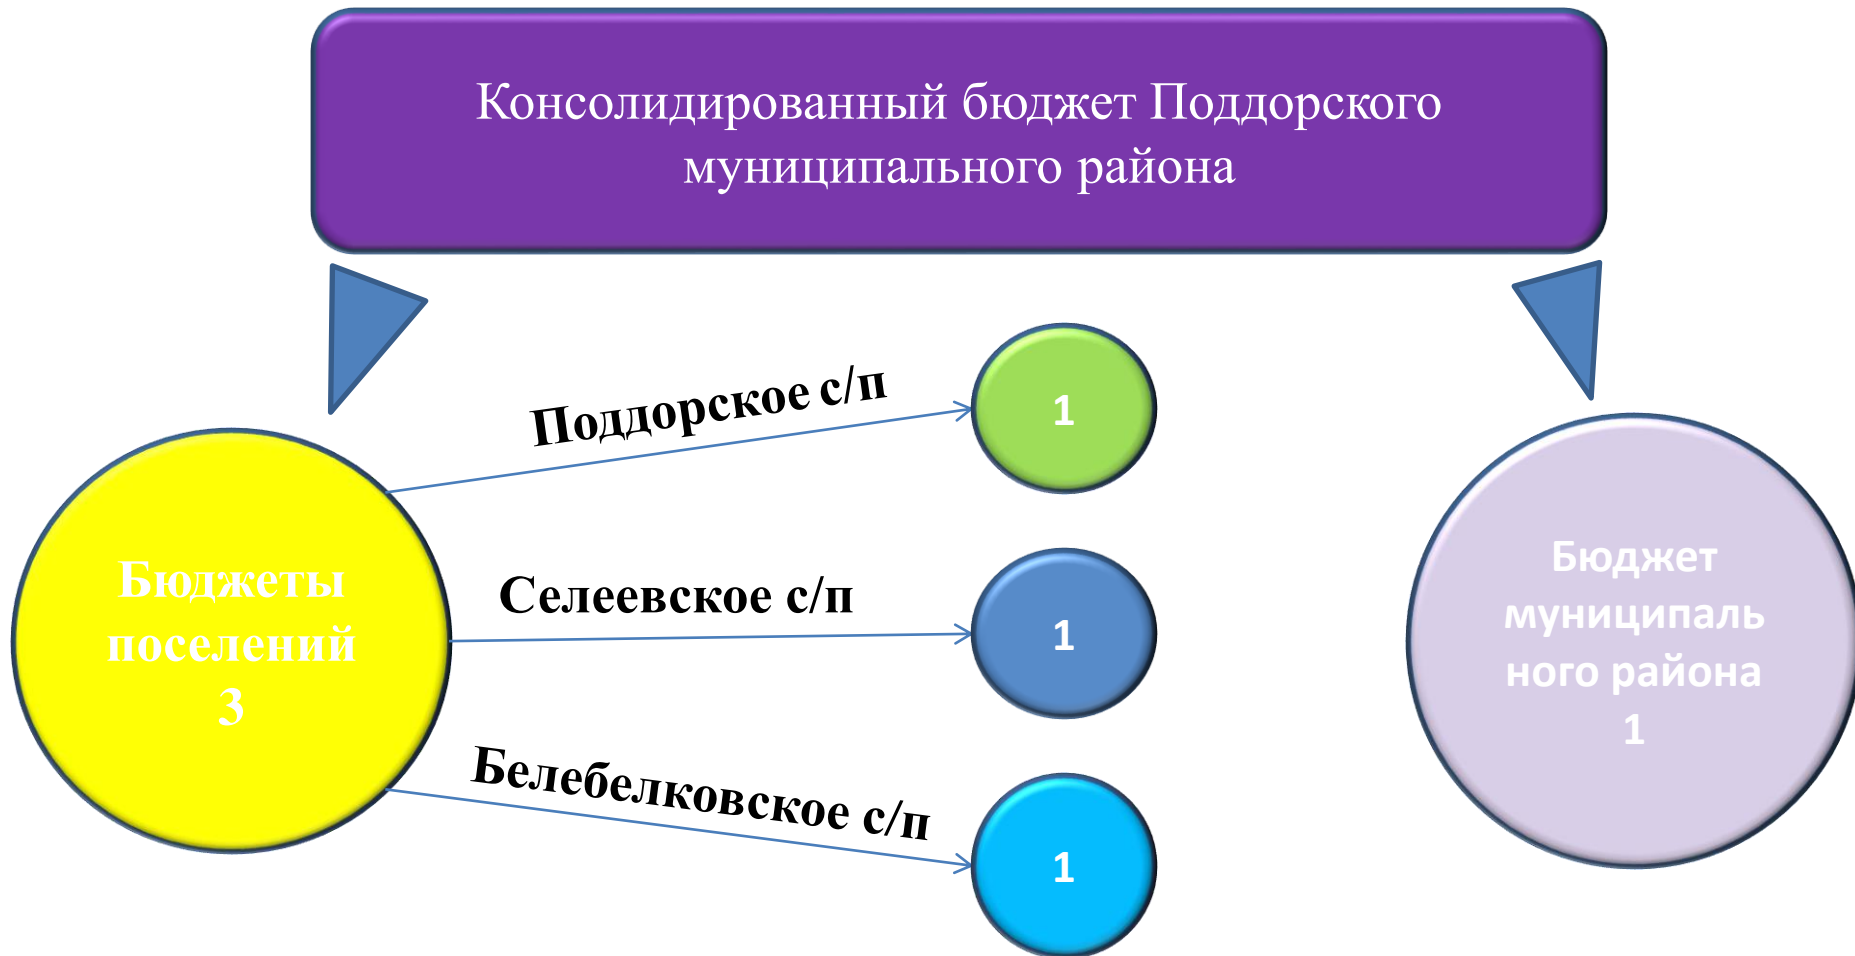 Консолидированный бюджет Поддорского
муниципального района
Поддорское с/п
1
Бюджеты
поселений
3
Селеевское с/п
1
Белебелковское с/п
1
Бюджет
муниципаль
ного района
1